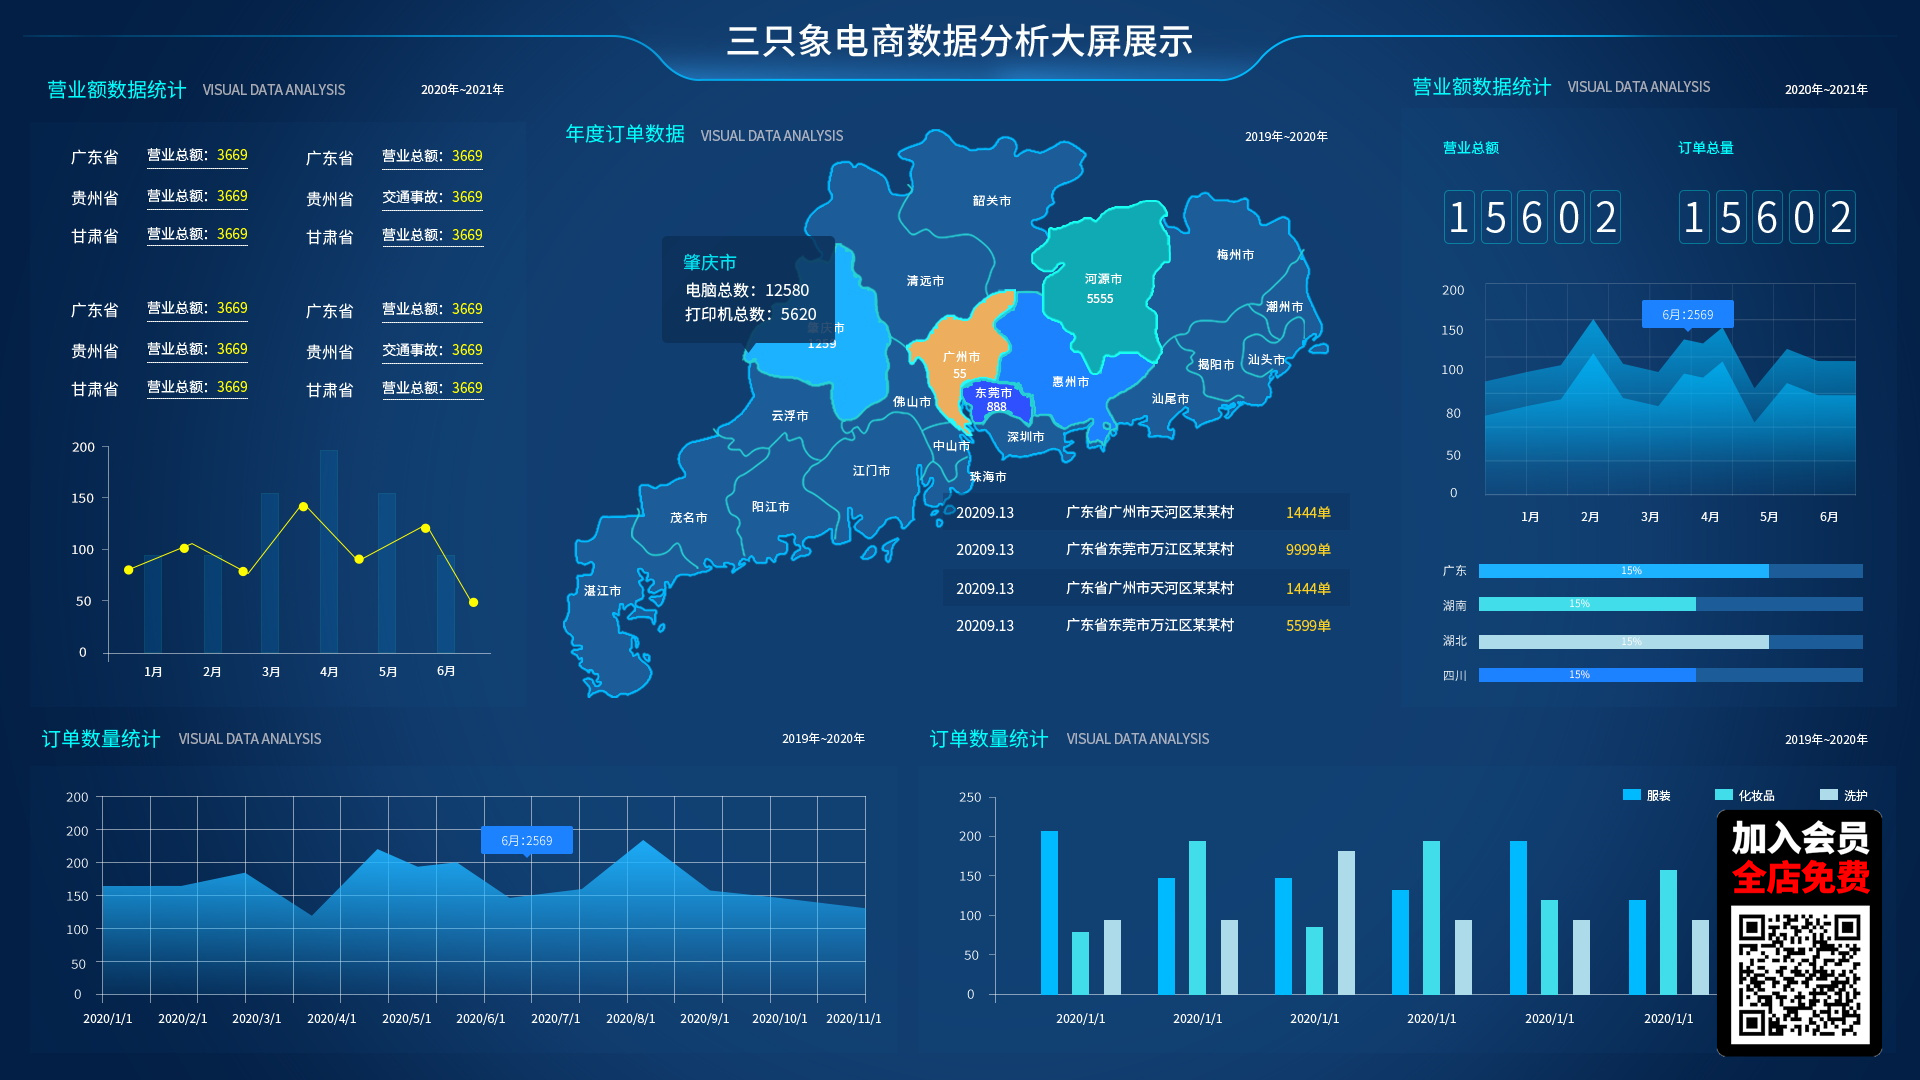 三只象电商数据分析大屏展示
营业额数据统计 VISUAL DATA ANALYSIS 2020年~2021年
广东省 营业总额：3669 广东省 营业总额：3669
贵州省 营业总额：3669 贵州省 交通事故：3669
甘肃省 营业总额：3669 甘肃省 营业总额：3669
广东省 营业总额：3669 广东省 营业总额：3669
贵州省 营业总额：3669 贵州省 交通事故：3669
甘肃省 营业总额：3669 甘肃省 营业总额：3669
200
150
100
50
0
1月 2月 3月 4月 5月 6月
年度订单数据 VISUAL DATA ANALYSIS 2019年~2020年
韶关市
梅州市
清远市
河源市
5555
潮州市
肇庆市
电脑总数：12580
打印机总数：5620
肇庆市
1259
广州市
55
汕头市
揭阳市
惠州市
东莞市
888
汕尾市
佛山市
云浮市
深圳市
中山市
江门市
珠海市
阳江市
茂名市
湛江市
20209.13 广东省广州市天河区某某村 1444单
20209.13 广东省东莞市万江区某某村 9999单
20209.13 广东省广州市天河区某某村 1444单
20209.13 广东省东莞市万江区某某村 5599单
营业额数据统计 VISUAL DATA ANALYSIS 2020年~2021年
营业总额 订单总量
15602 15602
200
150
100
80
50
0
6月：2569
1月 2月 3月 4月 5月 6月
广东 15%
湖南 15%
湖北 15%
四川 15%
订单数量统计 VISUAL DATA ANALYSIS 2019年~2020年
200
200
200
150
100
50
0
6月：2569
2020/1/1 2020/2/1 2020/3/1 2020/4/1 2020/5/1 2020/6/1 2020/7/1 2020/8/1 2020/9/1 2020/10/1 2020/11/1
订单数量统计 VISUAL DATA ANALYSIS 2019年~2020年
服装 化妆品 洗护
250
200
150
100
50
0
2020/1/1 2020/1/1 2020/1/1 2020/1/1 2020/1/1 2020/1/1
加入会员
全店免费